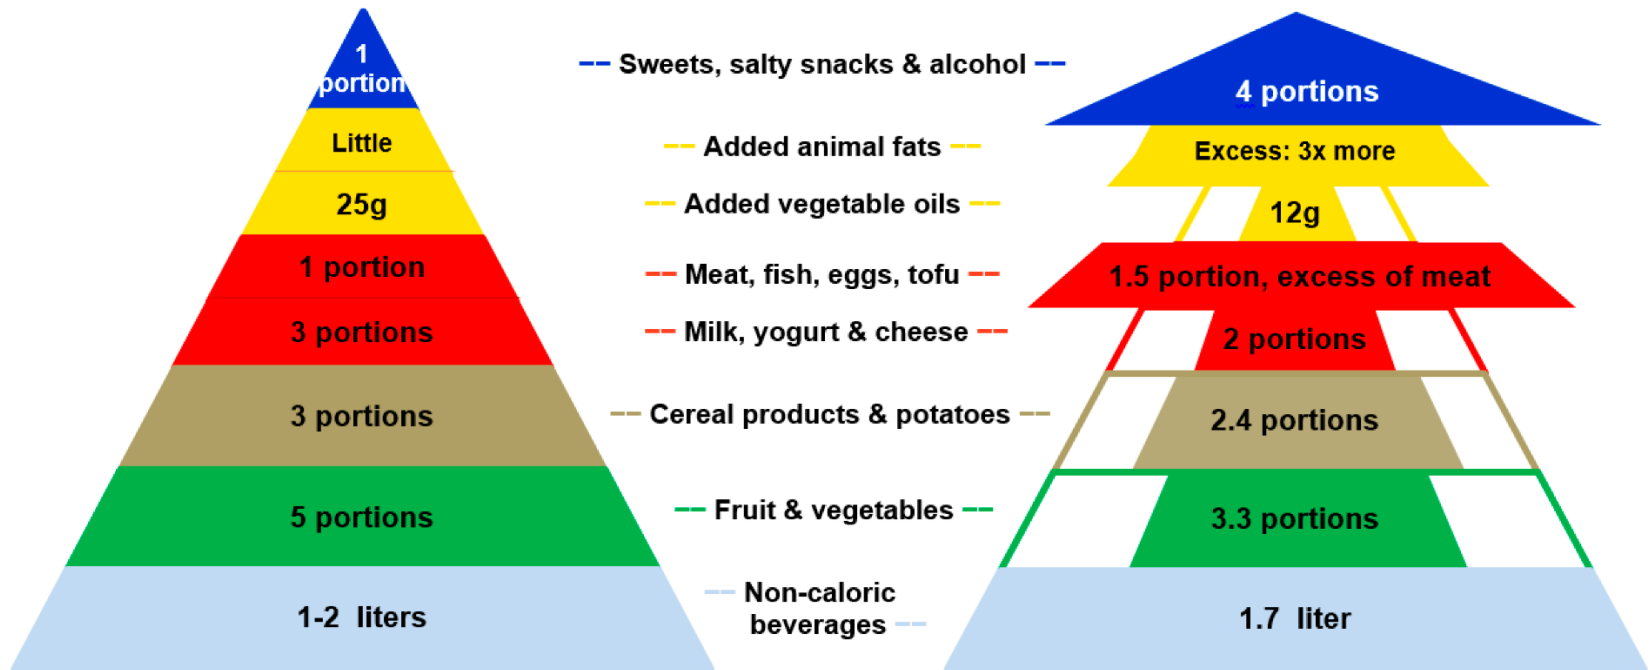 1
portion
Little
25g
1 portion
3 portions
3 portions
5 portions
1-2 liters
Sweets, salty snacks & alcohol
Added animal fats
Added vegetable oils
Meat, fish, eggs, tofu
Milk, yogurt & cheese
Cereal products & potatoes
Fruit & vegetables
Non-caloric
beverages
4 portions
Excess: 3x more
12g
1.5 portion, excess of meat
2 portions
2.4 portions
3.3 portions
1.7 liter